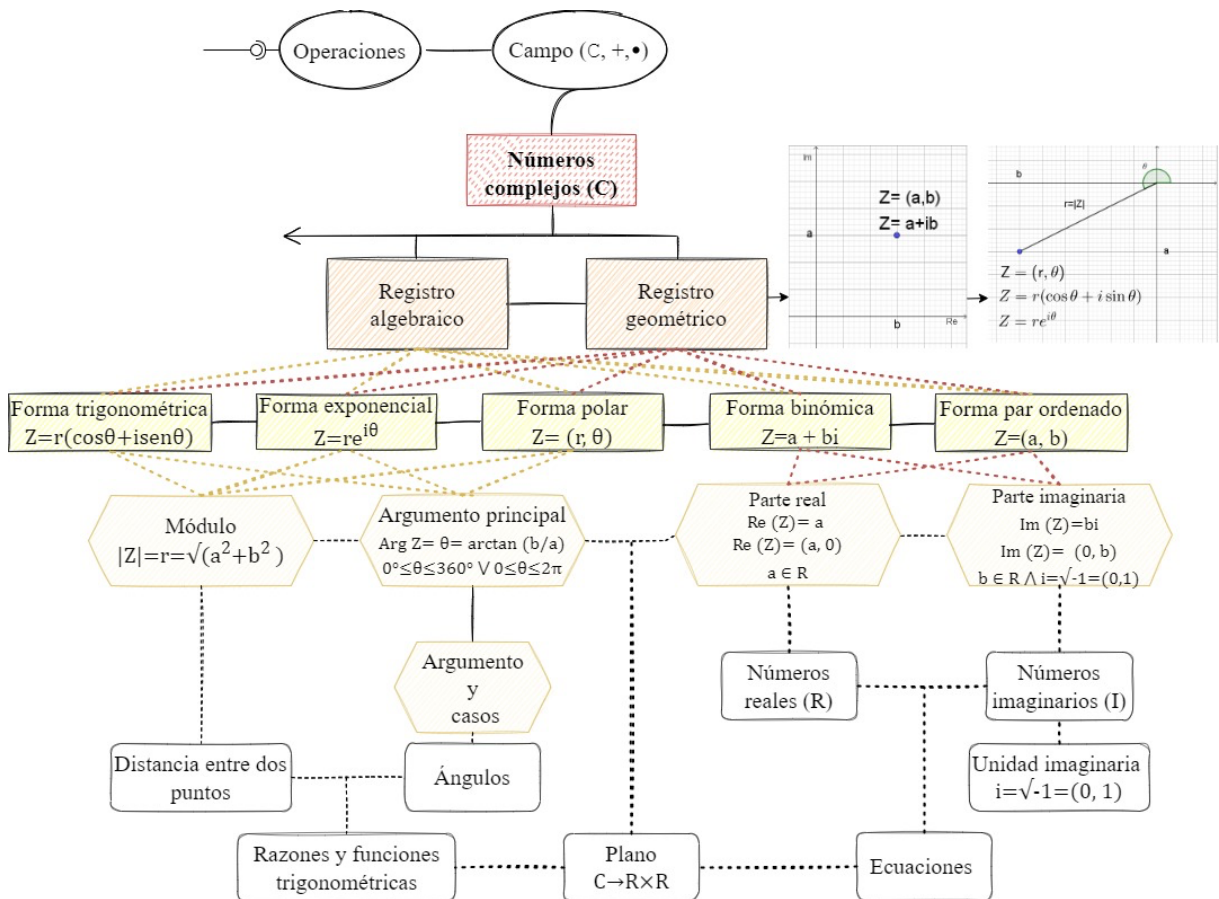 Operaciones
Campo (ℂ, +,•)
Números
complejos (C)
Registro
algebraico
Registro
geométrico
Im
Z= (a,b)
Z= a+ib
a
b
Re
θ
b
r=|Z|
a
Z = (r, θ)
Z = r(cos θ + i sin θ)
Z = re^{iθ}
Forma trigonométrica
Z=r(cosθ+isenθ)
Forma exponencial
Z=re^{iθ}
Forma polar
Z= (r, θ)
Forma binómica
Z=a + bi
Forma par ordenado
Z=(a, b)
Módulo
|Z|=r=√(a²+b² )
Argumento principal
Arg Z= θ= arctan (b/a)
0°≤θ≤360° ⋁ 0≤θ≤2π
Parte real
Re (Z)= a
Re (Z)= (a, 0)
a ∈ R
Parte imaginaria
Im (Z)=bi
Im (Z)= (0, b)
b ∈ R ⋀ i=√-1=(0,1)
Argumento
y
casos
Números
reales (R)
Números
imaginarios (I)
Distancia entre dos
puntos
Ángulos
Unidad imaginaria
i=√-1=(0, 1)
Razones y funciones
trigonométricas
Plano
C→R×R
Ecuaciones